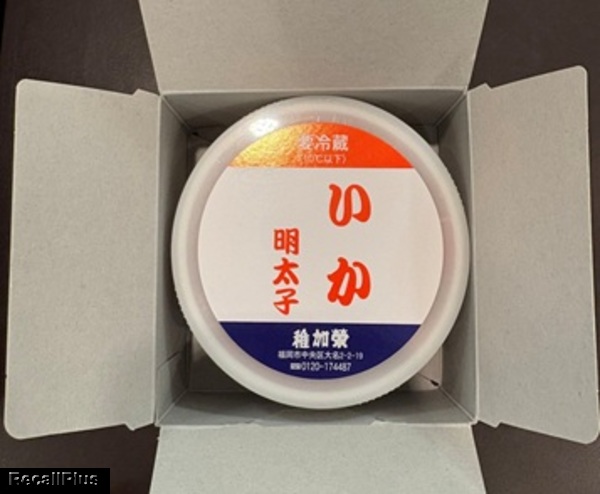 要冷蔵
(10℃以下)
いか
明太子
稚加榮
福岡市中央区大名2-2-19
0120-174487
RecallPlus